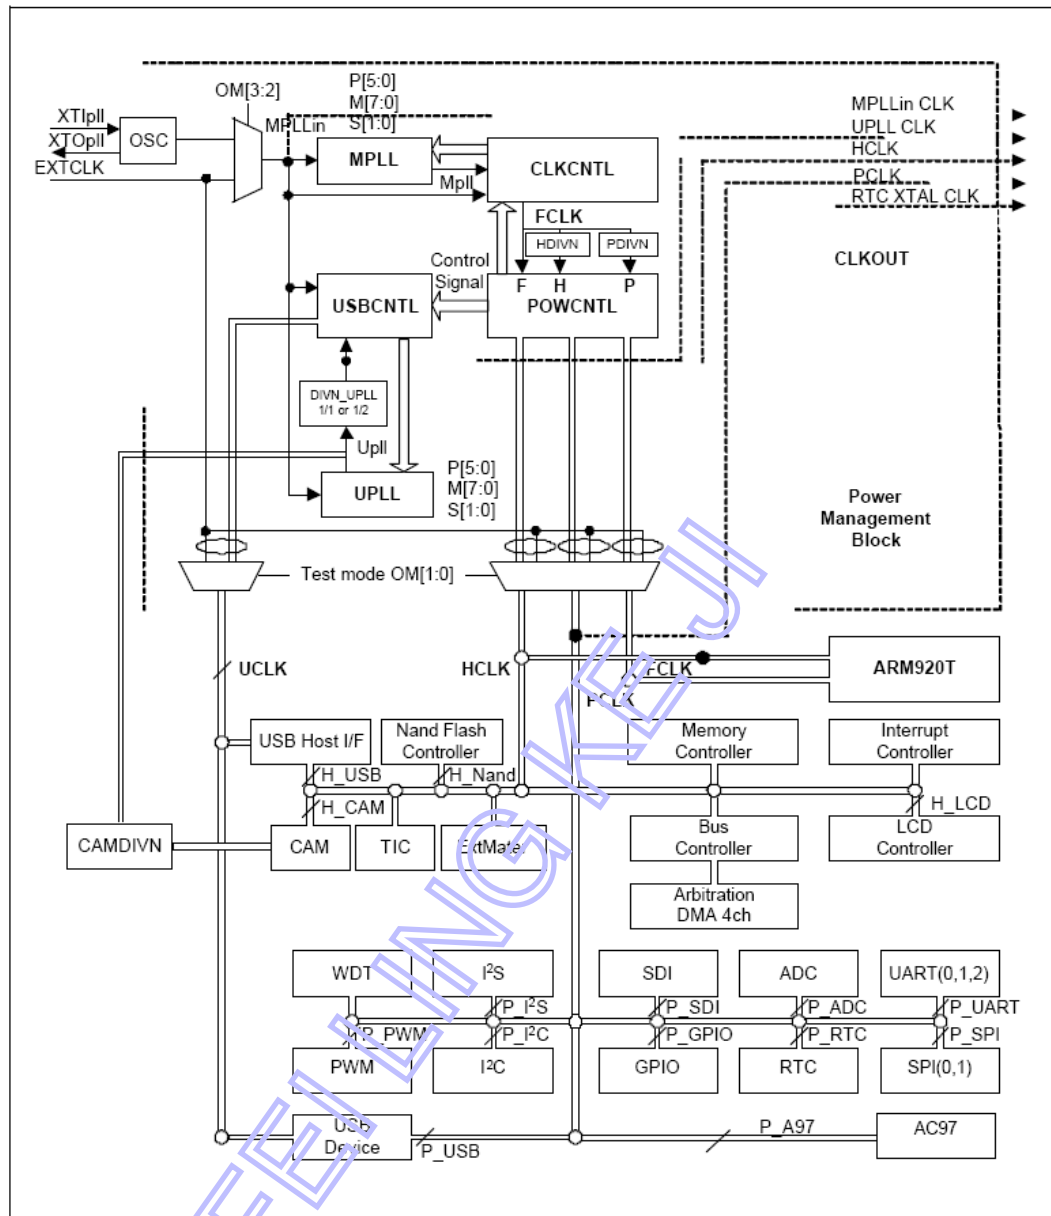 OM[3:2]
P[5:0]
M[7:0]
S[1:0]
MPLLin CLK
UPLL CLK
HCLK
PCLK
RTC XTAL CLK
XTIpll
XTOpll
EXTCLK
OSC
MPLLin
MPLL
CLKCNTL
Mpll
FCLK
HDIVN
PDIVN
CLKOUT
Control
Signal
F H P
USBCNTL
POWCNTL
DIVN_UPLL
1/1 or 1/2
Upll
UPLL
P[5:0]
M[7:0]
S[1:0]
Power
Management
Block
Test mode OM[1:0]
UCLK
HCLK
FCLK
PCLK
ARM920T
USB Host I/F
Nand Flash
Controller
Memory
Controller
Interrupt
Controller
H_USB
H_Nand
H_CAM
H_LCD
CAMDIVN
CAM
TIC
ExtMater
Bus
Controller
LCD
Controller
Arbitration
DMA 4ch
WDT
I²S
SDI
ADC
UART(0,1,2)
P_I²S
P_SDI
P_ADC
P_UART
P_PWM
P_I²C
P_GPIO
P_RTC
P_SPI
PWM
I²C
GPIO
RTC
SPI(0,1)
USB
Device
P_USB
P_A97
AC97
FEI LING KE JI